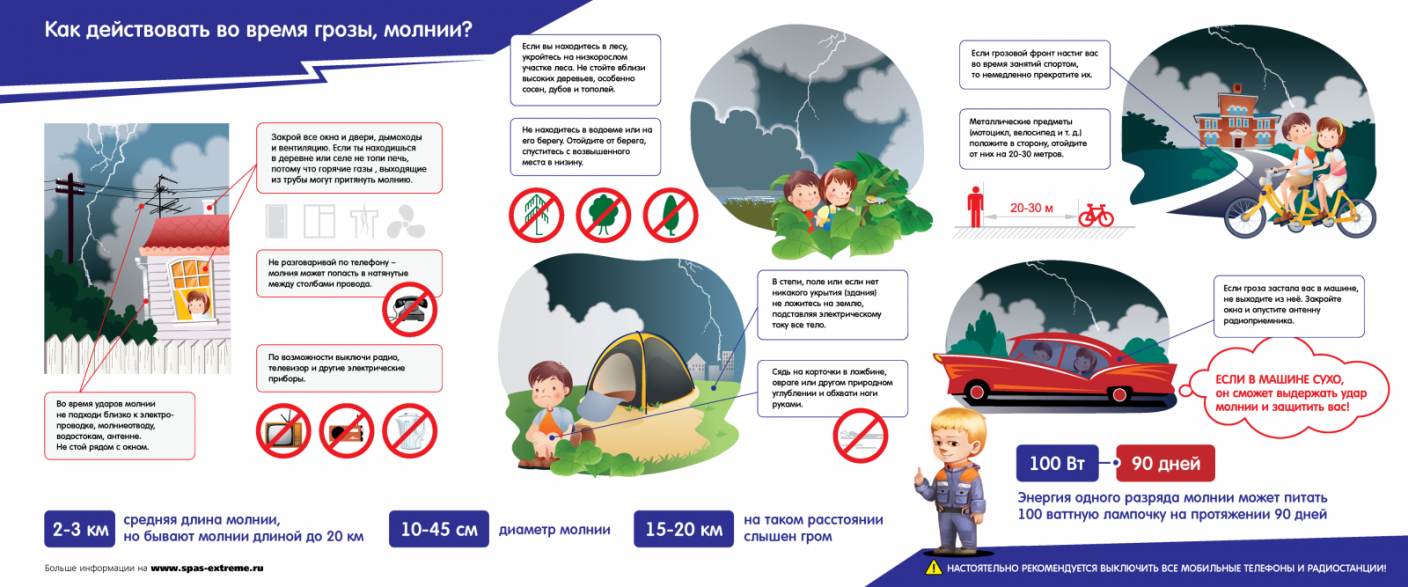 Как действовать во время грозы, молнии?
Закрой все окна и двери, дымоходы
и вентиляцию. Если ты находишься
в деревне или селе не топи печь,
потому что горячие газы , выходящие
из трубы могут притянуть молнию.
Не разговаривай по телефону –
молния может попасть в натянутые
между столбами провода.
По возможности выключи радио,
телевизор и другие электрические
приборы.
Во время ударов молнии
не подходи близко к электро-
проводке, молниеотводу,
водостокам, антенне.
Не стой рядом с окном.
Если вы находитесь в лесу,
укройтесь на низкорослом
участке леса. Не стойте вблизи
высоких деревьев, особенно
сосен, дубов и тополей.
Не находитесь в водоеме или на
его берегу. Отойдите от берега,
спуститесь с возвышенного
места в низину.
В степи, поле или если нет
никакого укрытия (здания)
не ложитесь на землю,
подставляя электрическому
току все тело.
Сядь на корточки в ложбине,
овраге или другом природном
углублении и обхвати ноги
руками.
Если грозовой фронт настиг вас
во время занятий спортом,
то немедленно прекратите их.
Металлические предметы
(мотоцикл, велосипед и т. д.)
положите в сторону, отойдите
от них на 20-30 метров.
20-30 м
Если гроза застала вас в машине,
не выходите из неё. Закройте
окна и опустите антенну
радиоприемника.
ЕСЛИ В МАШИНЕ СУХО,
он сможет выдержать удар
молнии и защитить вас!
100 Вт
90 дней
Энергия одного разряда молнии может питать
100 ваттную лампочку на протяжении 90 дней
2-3 км
средняя длина молнии,
но бывают молнии длиной до 20 км
10-45 см
диаметр молнии
15-20 км
на таком расстоянии
слышен гром
Больше информации на www.spas-extreme.ru
НАСТОЯТЕЛЬНО РЕКОМЕНДУЕТСЯ ВЫКЛЮЧИТЬ ВСЕ МОБИЛЬНЫЕ ТЕЛЕФОНЫ И РАДИОСТАНЦИИ!